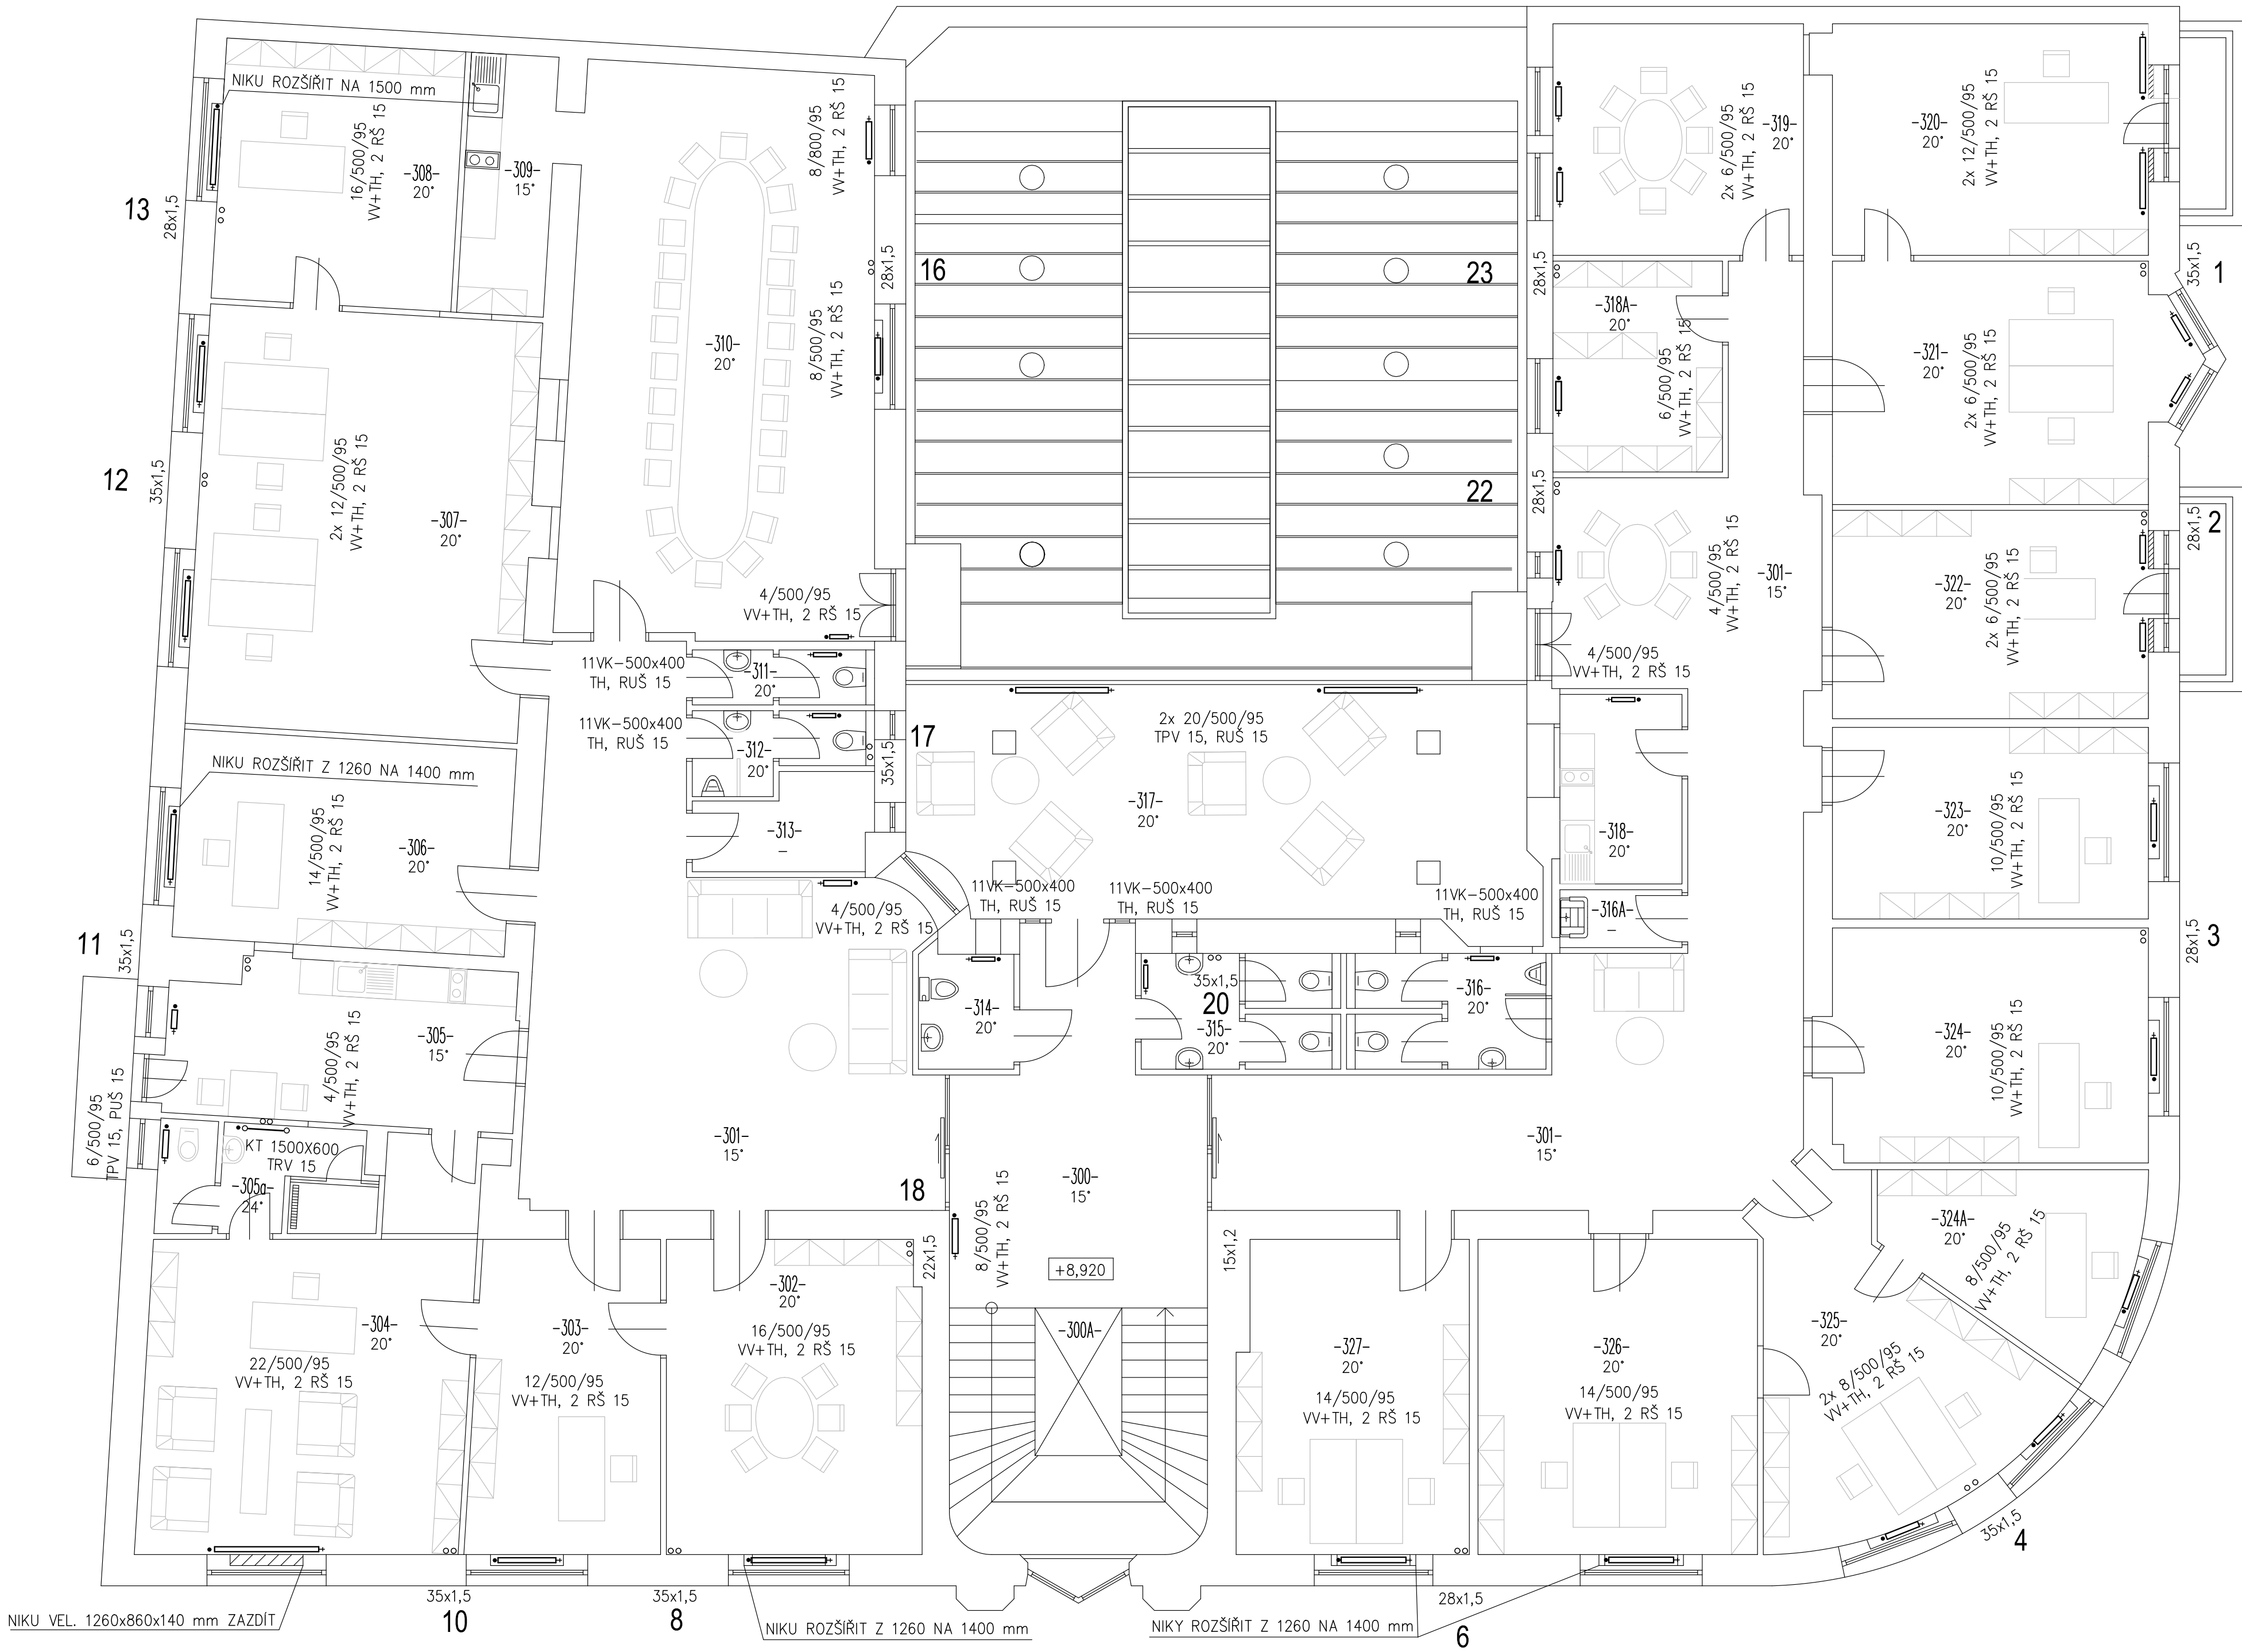 NIKU ROZŠÍŘIT NA 1500 mm
16/500/95
VV+TH, 2 RŠ 15
-308-
20°
-309-
15°
13
28x1,5
8/800/95
VV+TH, 2 RŠ 15
16
28x1,5
-310-
20°
8/500/95
VV+TH, 2 RŠ 15
23
28x1,5
2x 6/500/95
VV+TH, 2 RŠ 15
-319-
20°
-320-
20°
2x 12/500/95
VV+TH, 2 RŠ 15
35x1,5
1
-318A-
20°
6/500/95
VV+TH, 2 RŠ 15
-321-
20°
2x 6/500/95
VV+TH, 2 RŠ 15
12
35x1,5
2x 12/500/95
VV+TH, 2 RŠ 15
-307-
20°
22
28x1,5
4/500/95
VV+TH, 2 RŠ 15
-301-
15°
-322-
20°
2x 6/500/95
VV+TH, 2 RŠ 15
28x1,5
2
4/500/95
VV+TH, 2 RŠ 15
4/500/95
VV+TH, 2 RŠ 15
11VK-500x400
TH, RUŠ 15
-311-
20°
11VK-500x400
TH, RUŠ 15
-312-
20°
17
35x1,5
2x 20/500/95
TPV 15, RUŠ 15
-317-
20°
NIKU ROZŠÍŘIT Z 1260 NA 1400 mm
14/500/95
VV+TH, 2 RŠ 15
-306-
20°
-313-
-
-318-
20°
-323-
20°
10/500/95
VV+TH, 2 RŠ 15
4/500/95
VV+TH, 2 RŠ 15
11VK-500x400
TH, RUŠ 15
11VK-500x400
TH, RUŠ 15
11VK-500x400
TH, RUŠ 15
-316A-
-
11
35x1,5
28x1,5
3
-314-
20°
35x1,5
20
-315-
20°
-316-
20°
-305-
15°
4/500/95
VV+TH, 2 RŠ 15
-324-
20°
10/500/95
VV+TH, 2 RŠ 15
6/500/95
TPV 15, PUŠ 15
KT 1500X600
TRV 15
-305a-
24°
-301-
15°
18
-300-
15°
8/500/95
VV+TH, 2 RŠ 15
+8,920
-301-
15°
22x1,5
15x1,2
-324A-
20°
8/500/95
VV+TH, 2 RŠ 15
-304-
20°
22/500/95
VV+TH, 2 RŠ 15
-303-
20°
12/500/95
VV+TH, 2 RŠ 15
-302-
20°
16/500/95
VV+TH, 2 RŠ 15
-300A-
-327-
20°
14/500/95
VV+TH, 2 RŠ 15
-326-
20°
14/500/95
VV+TH, 2 RŠ 15
-325-
20°
2x 8/500/95
VV+TH, 2 RŠ 15
35x1,5
4
NIKU VEL. 1260x860x140 mm ZAZDÍT
35x1,5
10
35x1,5
8
NIKU ROZŠÍŘIT Z 1260 NA 1400 mm
NIKY ROZŠÍŘIT Z 1260 NA 1400 mm
28x1,5
6